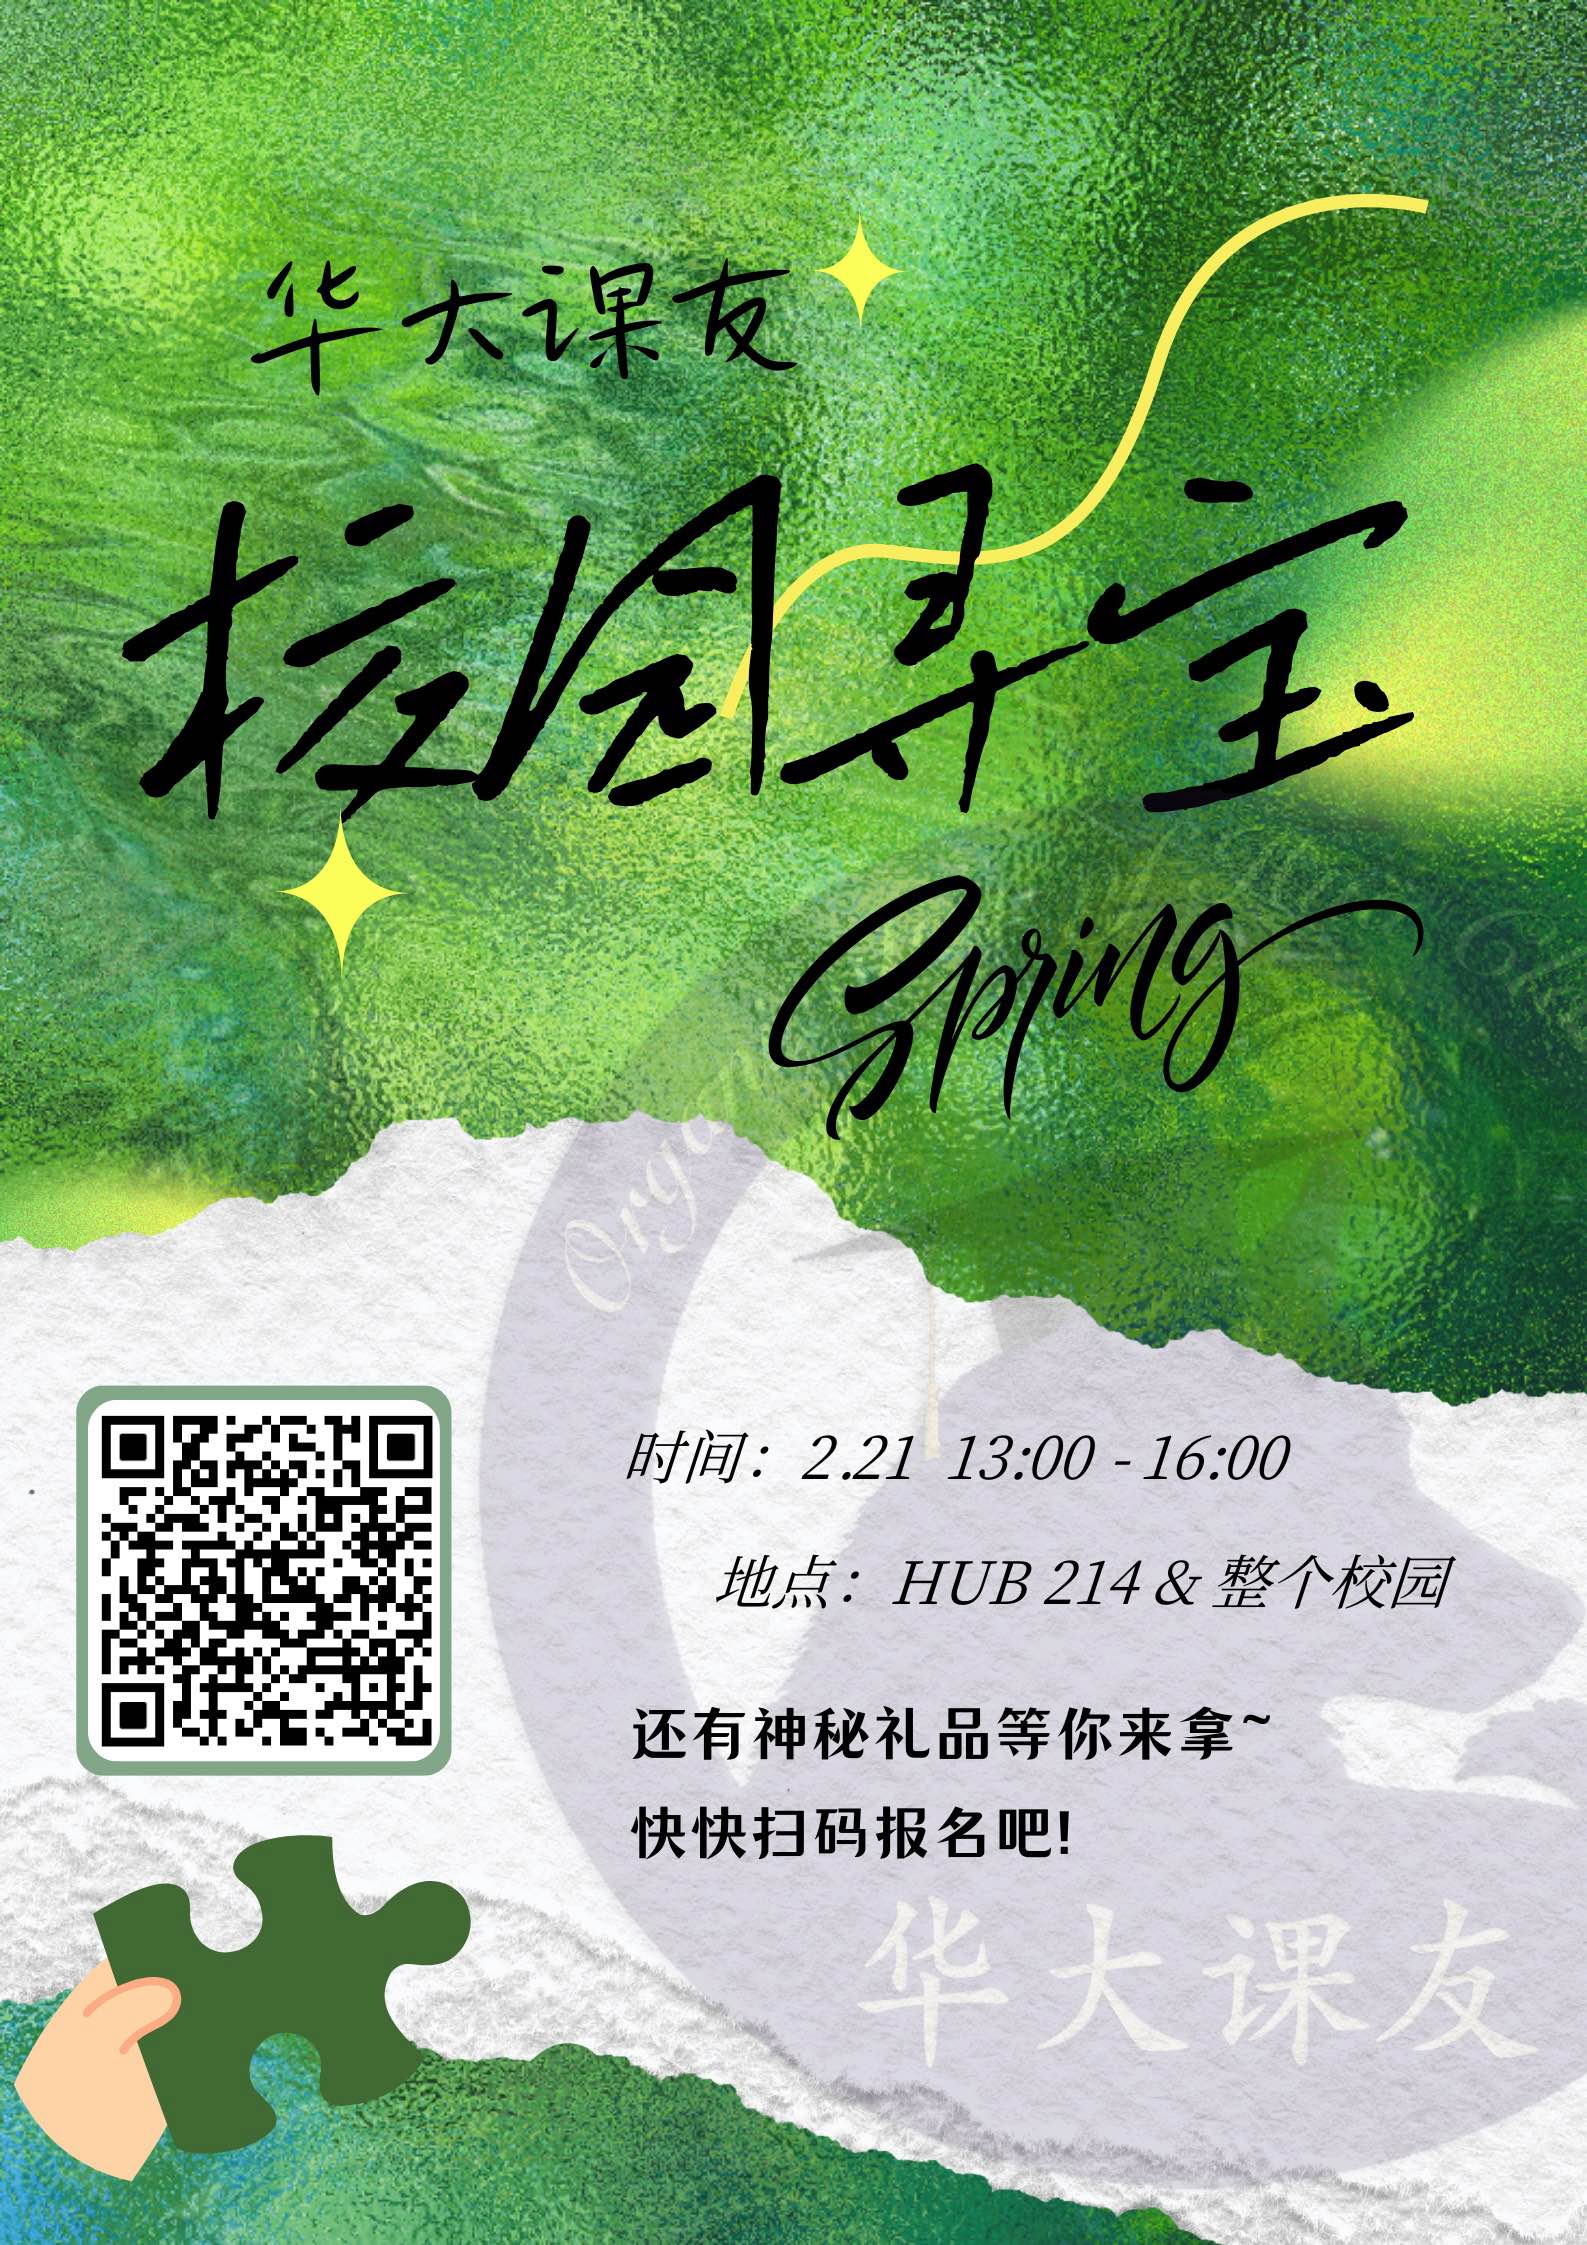 华大课友
校园寻宝
Spring
Orga
时间：2.21 13:00 - 16:00
地点：HUB 214 & 整个校园
还有神秘礼品等你来拿~
快快扫码报名吧！
华大课友